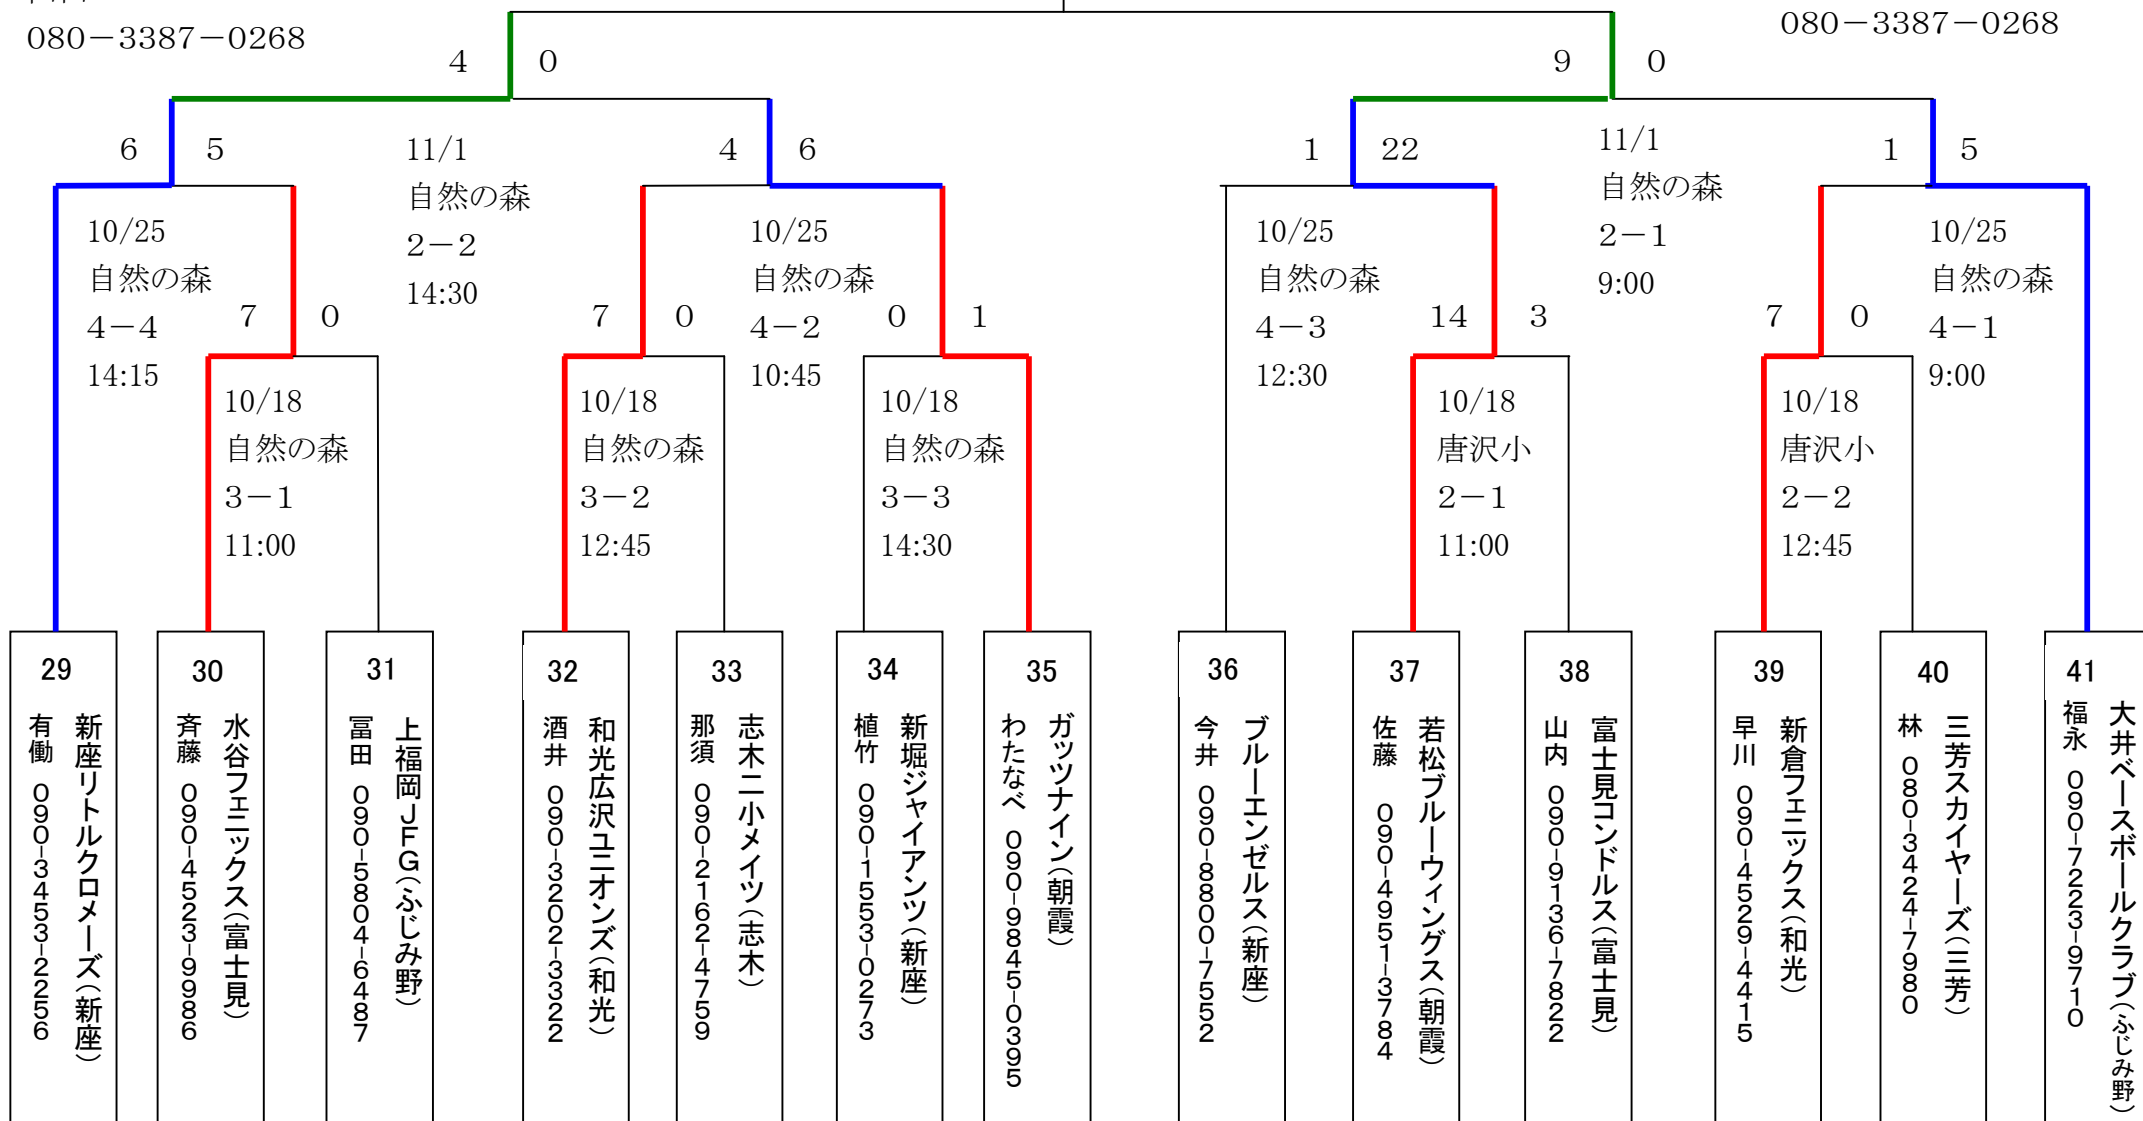 080－3387－0268
080－3387－0268
4 0
9 0
6 5
11/1
自然の森
2－2
14:30
4 6
1 22
11/1
自然の森
2－1
9:00
1 5
10/25
自然の森
4－4
14:15
10/25
自然の森
4－2
10:45
10/25
自然の森
4－3
12:30
10/25
自然の森
4－1
9:00
7 0
7 0
0 1
14 3
7 0
10/18
自然の森
3－1
11:00
10/18
自然の森
3－2
12:45
10/18
自然の森
3－3
14:30
10/18
唐沢小
2－1
11:00
10/18
唐沢小
2－2
12:45
29
新座リトルクロメーズ（新座）
有働 090-3453-2256
30
水谷フェニックス（富士見）
斉藤 090-4523-9986
31
上福岡ＪＦＧ（ふじみ野）
冨田 090-5804-6487
32
和光広沢ユニオンズ（和光）
酒井 090-3202-3322
33
志木二小メイツ（志木）
那須 090-2162-4759
34
新堀ジャイアンツ（新座）
植竹 090-1553-0273
35
ガッツナイン（朝霞）
わたなべ 090-9845-0395
36
ブルーエンゼルス（新座）
今井 090-8800-7552
37
若松ブルーウィングス（朝霞）
佐藤 090-4951-3784
38
富士見コンドルス（富士見）
山内 090-9136-7822
39
新倉フェニックス（和光）
早川 090-4529-4415
40
三芳スカイヤーズ（三芳）
林 080-3424-7980
41
大井ベースボールクラブ（ふじみ野）
福永 090-7223-9710